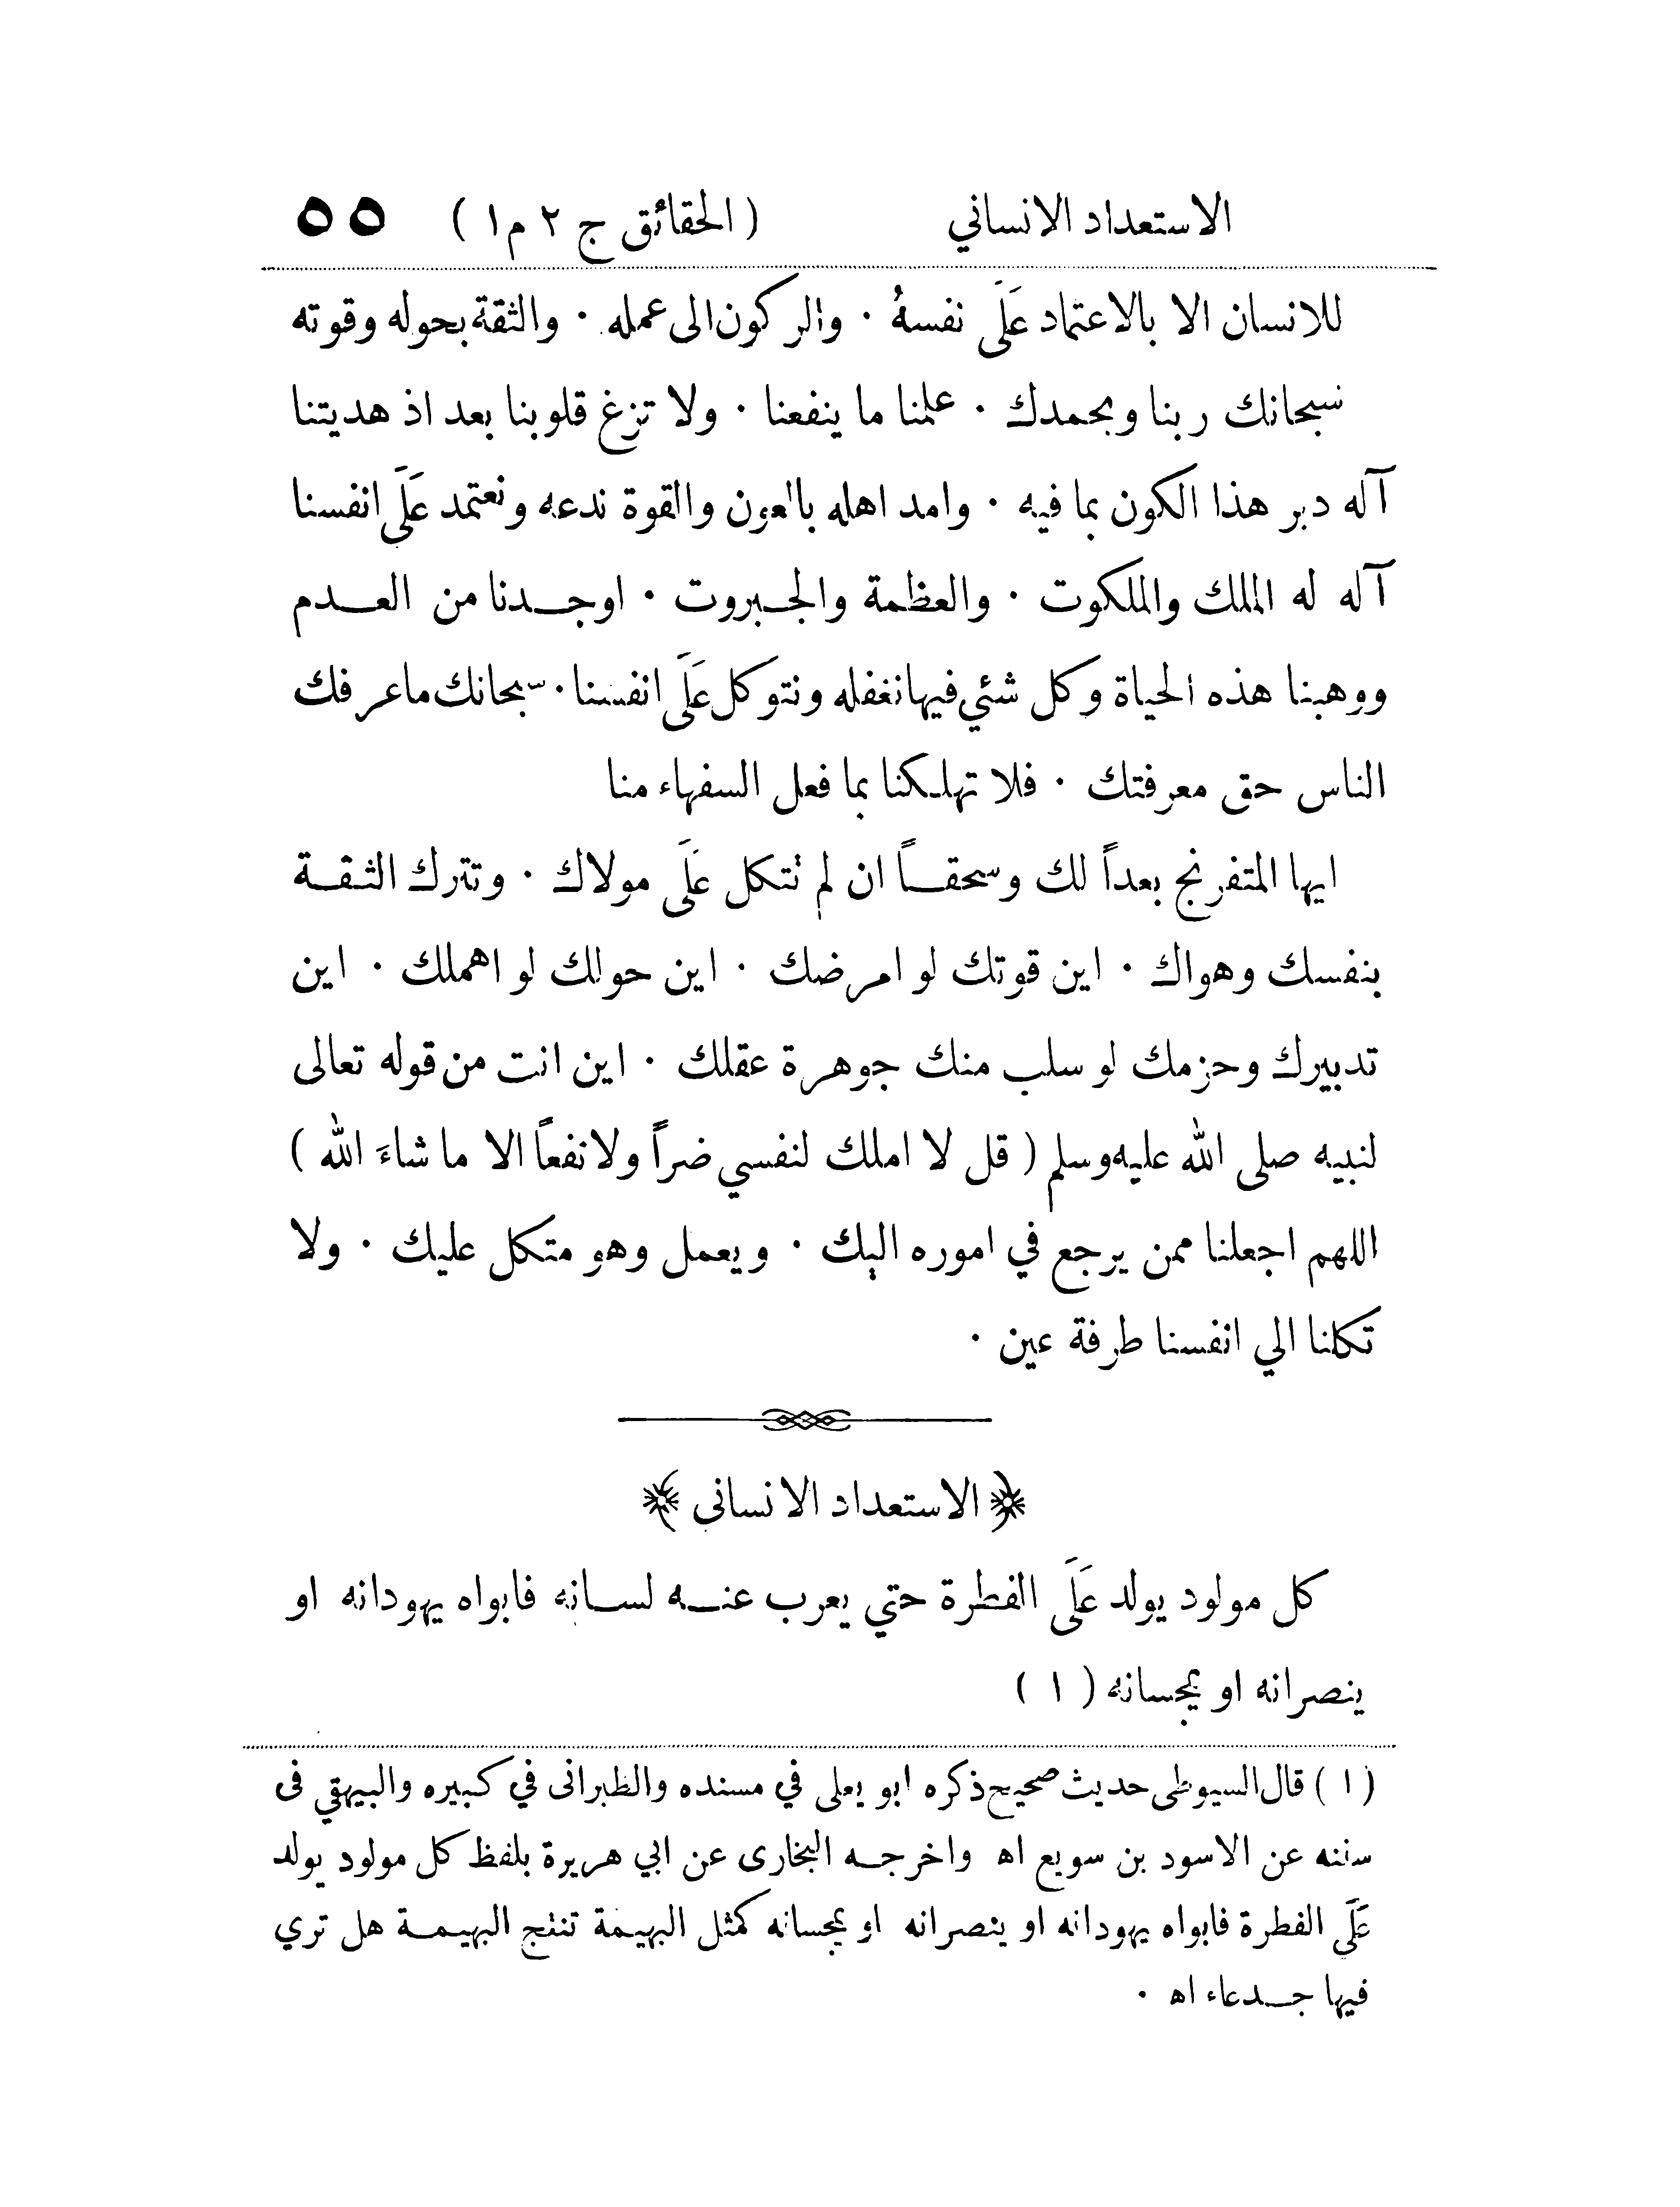 الاستعداد الانساني ( الحقائق ج ٢ م ١ ) ٥٥
للانسان الا بالاعتماد عَلَى نفسهُ · والركون الى عمله · والثقة بحوله وقوته
سبحانك ربنا وبحمدك · علمنا ما ينفعنا · ولا تزغ قلوبنا بعد اذ هديتنا
آله دبر هذا الكون بما فيه · وامد اهله بالعون والقوة ندعه ونعتمد عَلَى انفسنا
آله له الملك والملكوت · والعظمة والجبروت · اوجدنا من العدم
ووهبنا هذه الحياة وكل شئي فيها نغفله ونتوكل عَلَى انفسنا · سبحانك ما عرفك
الناس حق معرفتك · فلا تهلكنا بما فعل السفهاء منا
ايها المتفرنج بعداً لك وسحقاً ان لم تتكل عَلَى مولاك · وتترك الثقة
بنفسك وهواك · اين قوتك لو امرضك · اين حولك لو اهملك · اين
تدبيرك وحزمك لو سلب منك جوهرة عقلك · اين انت من قوله تعالى
لنبيه صلى الله عليه وسلم ( قل لا املك لنفسي ضراً ولا نفعاً الا ما شاءَ الله )
اللهم اجعلنا ممن يرجع في اموره اليك · ويعمل وهو متكل عليك · ولا
تكلنا الي انفسنا طرفة عين ·
﴿ الاستعداد الانسانى ﴾
كل مولود يولد عَلَى الفطرة حتي يعرب عنه لسانه فابواه يهودانه او
ينصرانه او يمجسانه ( ١ )
( ١ ) قال السيوطى حديث صحيح ذكره ابو يعلى في مسنده والطبرانى في كبيره والبيهقي فى
سننه عن الاسود بن سويع اه واخرجه البخارى عن ابي هريرة بلفظ كل مولود يولد
عَلَى الفطرة فابواه يهودانه او ينصرانه او يمجسانه كمثل البهيمة تنتج البهيمة هل تري
فيها جدعاء اه ·